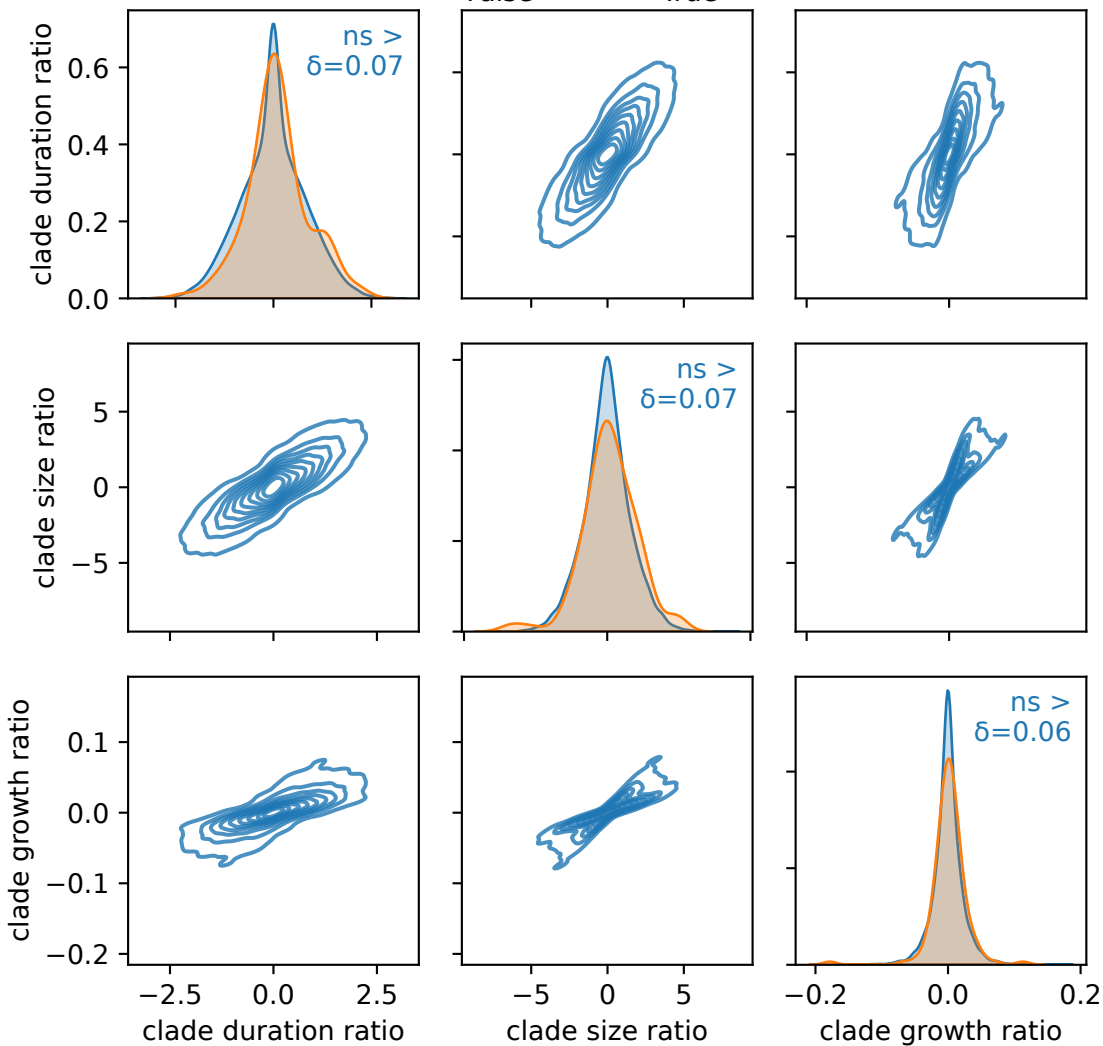 clade duration ratio
0.6
0.4
0.2
0.0
ns >
δ=0.07
clade size ratio
5
0
−5
ns >
δ=0.07
clade growth ratio
0.1
0.0
−0.1
−0.2
ns >
δ=0.06
−2.5 0.0 2.5
−5 0 5
−0.2 0.0 0.2
clade duration ratio
clade size ratio
clade growth ratio